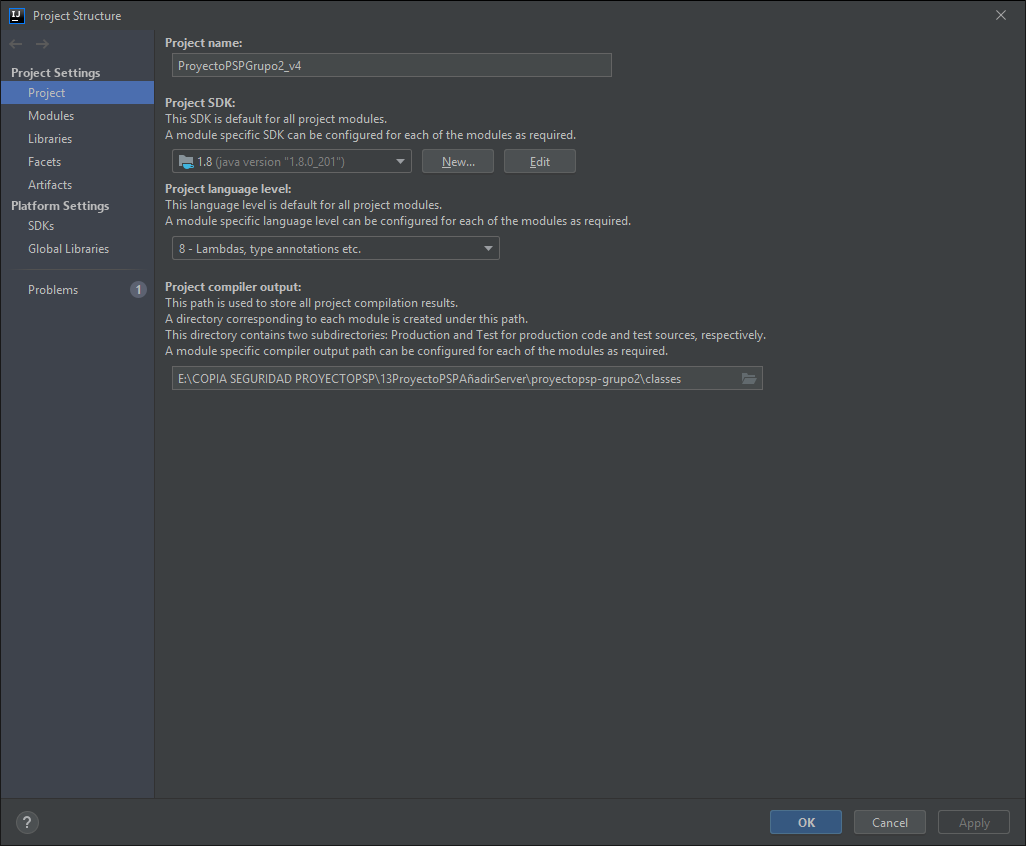 Project Structure
Project Settings
Project
Modules
Libraries
Facets
Artifacts
Platform Settings
SDKs
Global Libraries
Problems 1
Project name:
ProyectoPSPGrupo2_v4
Project SDK:
This SDK is default for all project modules.
A module specific SDK can be configured for each of the modules as required.
1.8 (java version "1.8.0_201") New... Edit
Project language level:
This language level is default for all project modules.
A module specific language level can be configured for each of the modules as required.
8 - Lambdas, type annotations etc.
Project compiler output:
This path is used to store all project compilation results.
A directory corresponding to each module is created under this path.
This directory contains two subdirectories: Production and Test for production code and test sources, respectively.
A module specific compiler output path can be configured for each of the modules as required.
E:\COPIA SEGURIDAD PROYECTOPSP\13ProyectoPSPAñadirServer\proyectopsp-grupo2\classes
? OK Cancel Apply